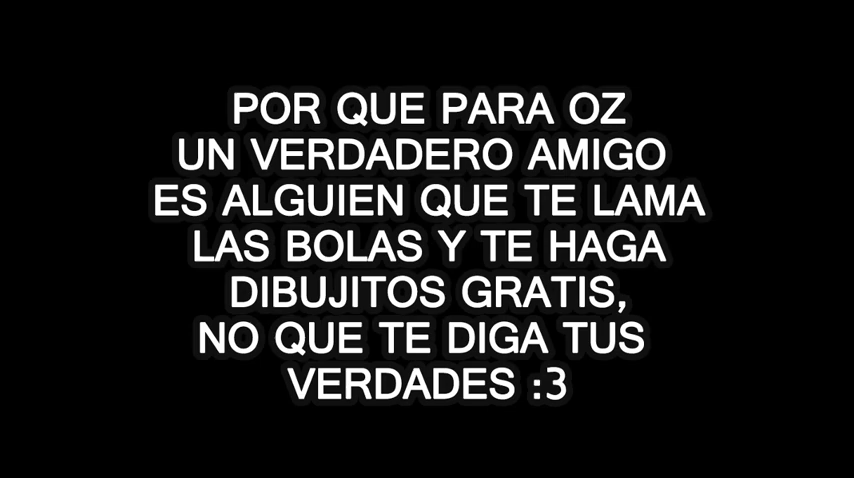 POR QUE PARA OZ
UN VERDADERO AMIGO
ES ALGUIEN QUE TE LAMA
LAS BOLAS Y TE HAGA
DIBUJITOS GRATIS,
NO QUE TE DIGA TUS
VERDADES :3